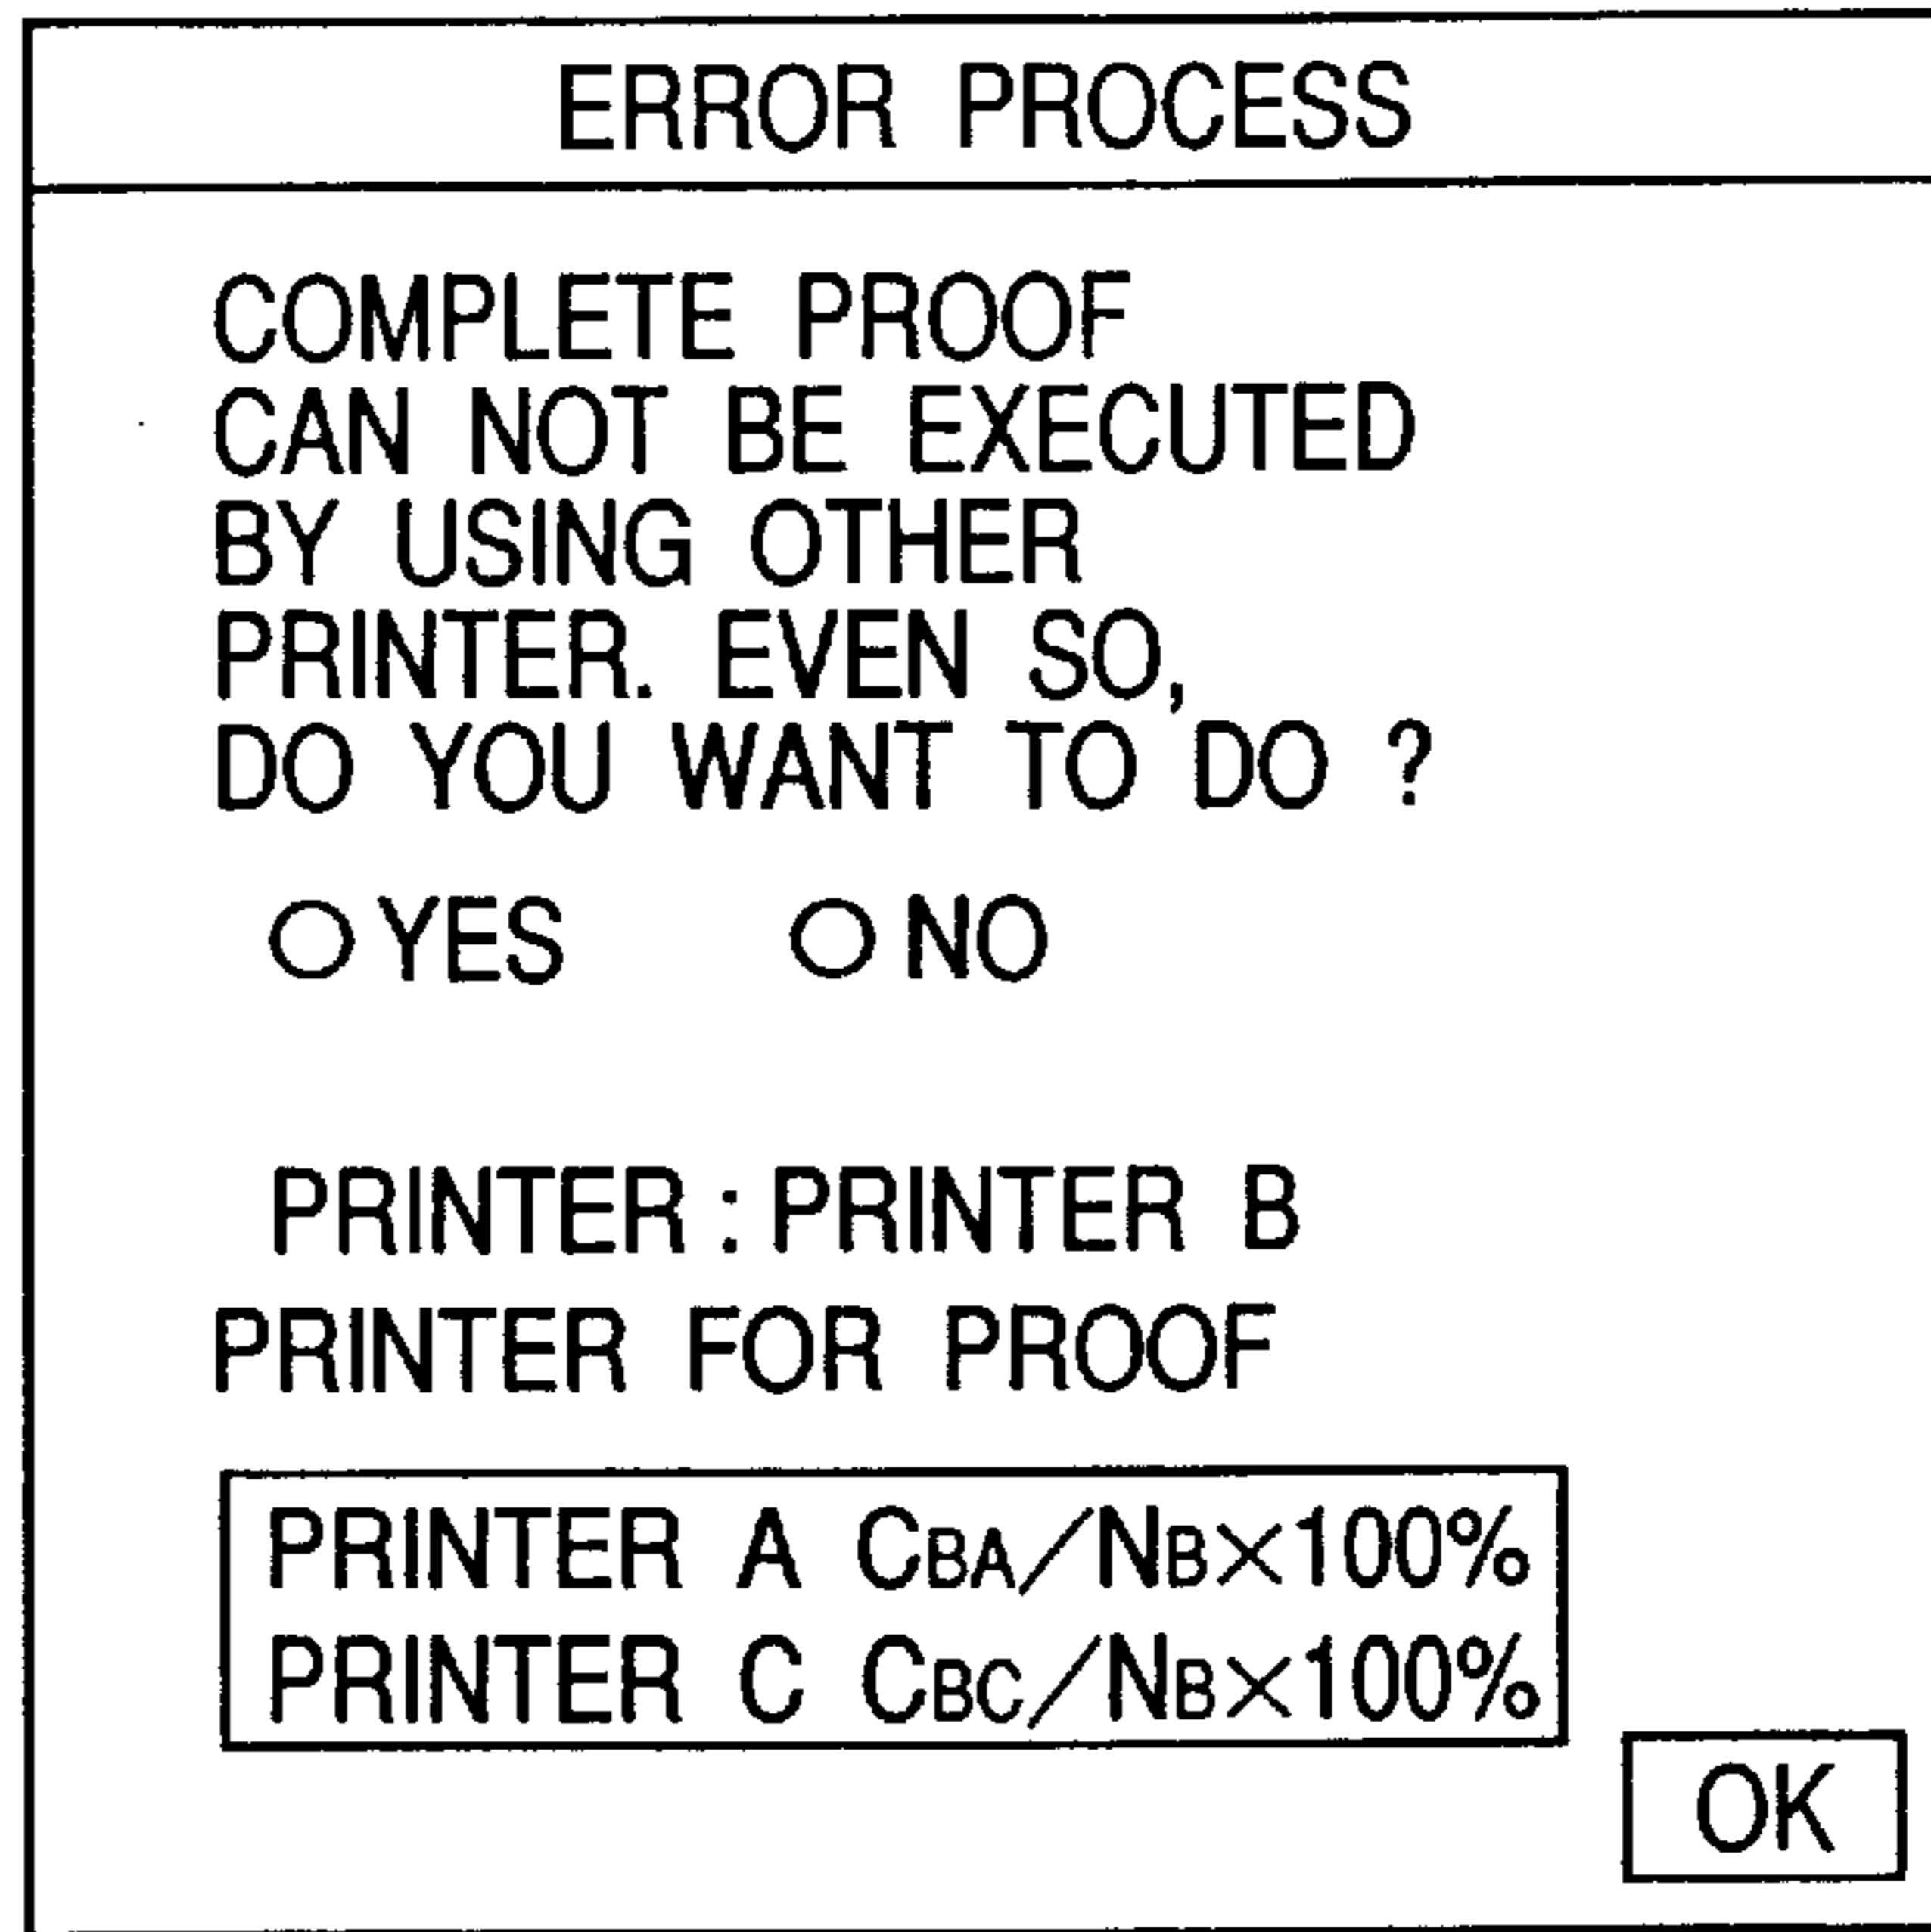 ERROR PROCESS
COMPLETE PROOF
CAN NOT BE EXECUTED
BY USING OTHER
PRINTER. EVEN SO,
DO YOU WANT TO DO ?
○ YES ○ NO
PRINTER : PRINTER B
PRINTER FOR PROOF
PRINTER A CBA/NB×100%
PRINTER C CBC/NB×100%
OK